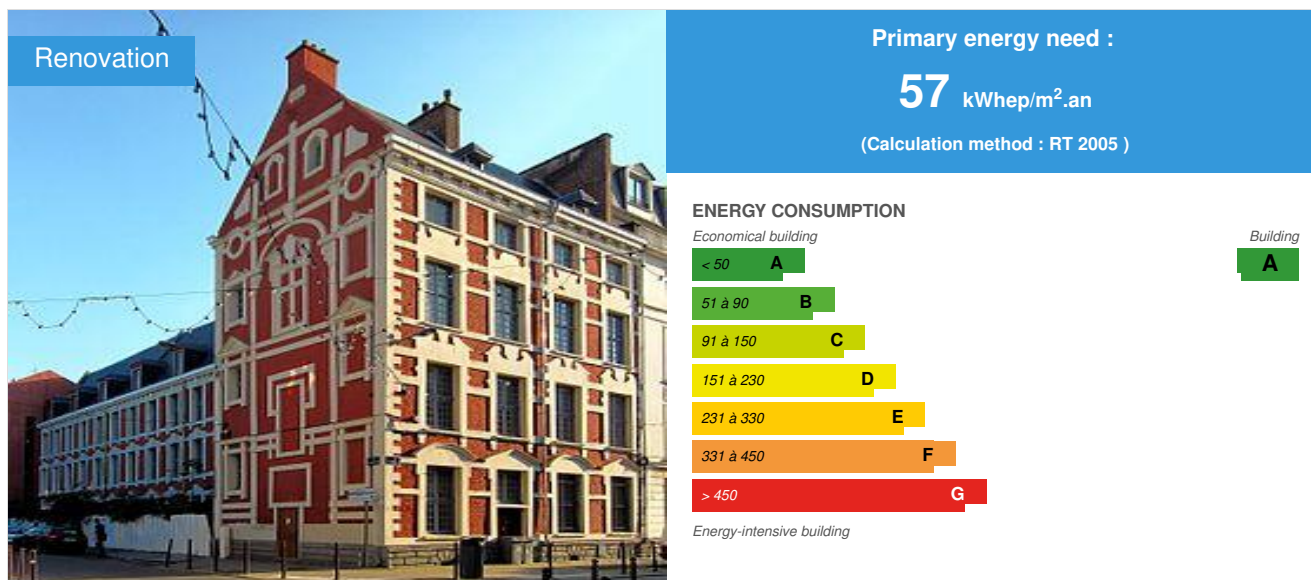 Renovation
Primary energy need :
57 kWhep/m².an
(Calculation method : RT 2005 )
ENERGY CONSUMPTION
Economical building
Building
< 50 A
A
51 à 90 B
91 à 150 C
151 à 230 D
231 à 330 E
331 à 450 F
> 450 G
Energy-intensive building